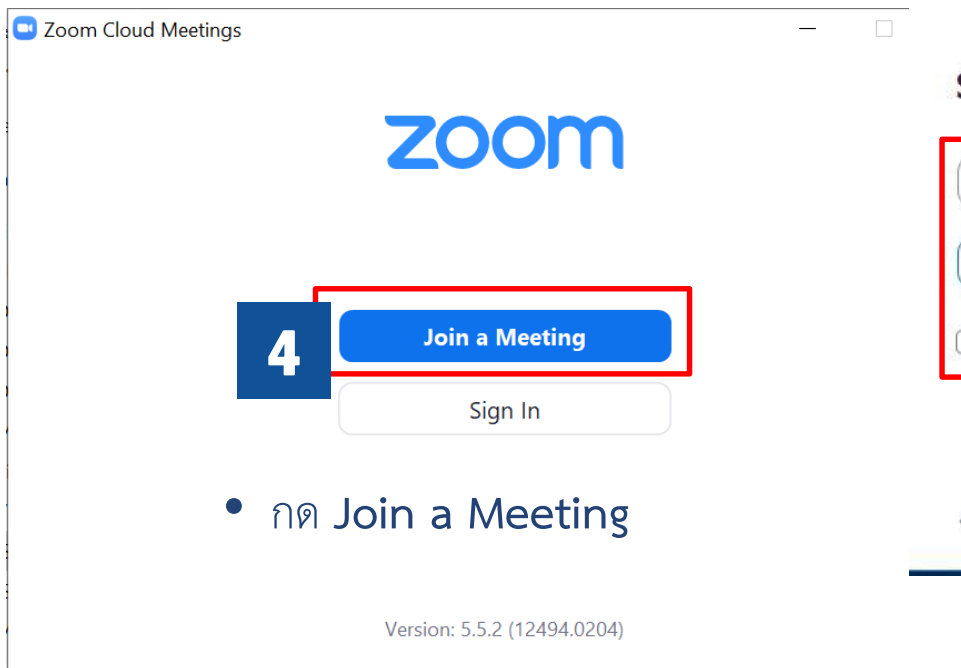 Zoom Cloud Meetings
zoom
Join a Meeting
4
Sign In
• กด Join a Meeting
Version: 5.5.2 (12494.0204)